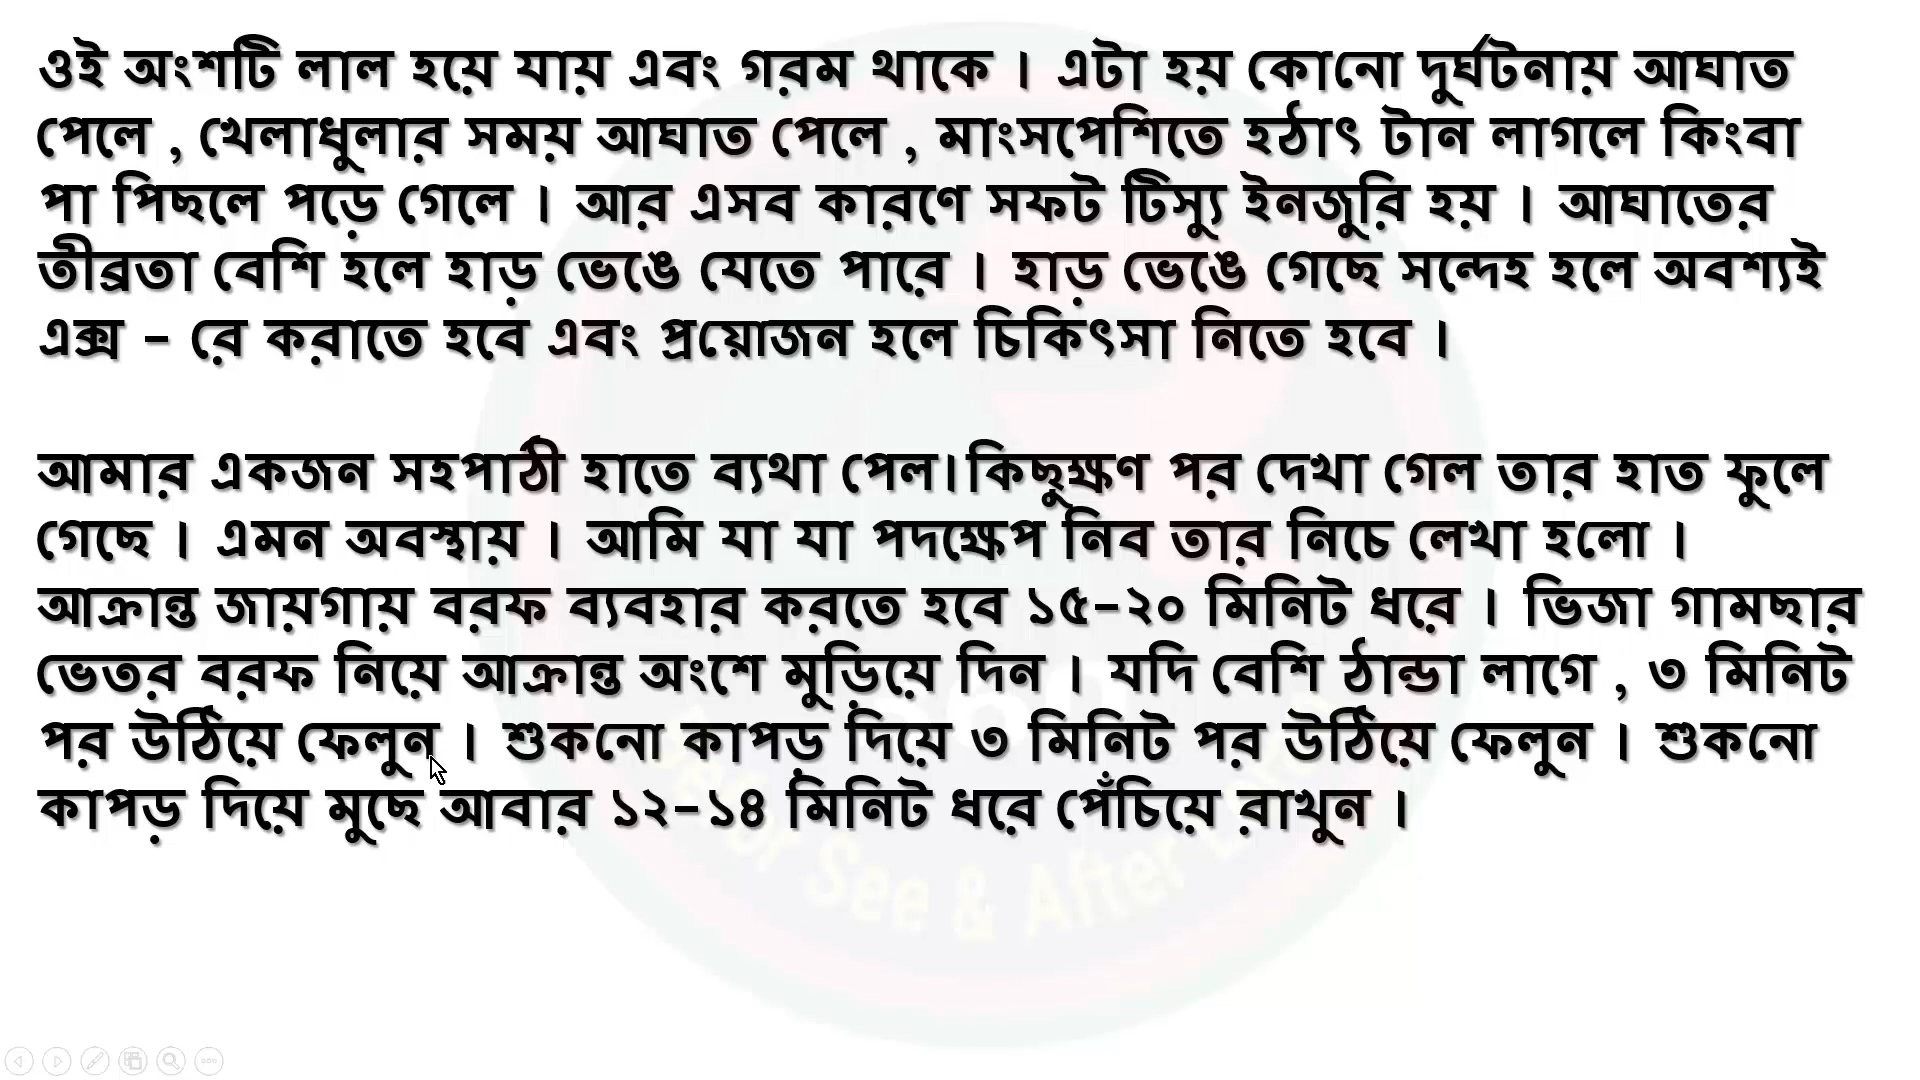 ওই অংশটি লাল হয়ে যায় এবং গরম থাকে । এটা হয় কোনো দুর্ঘটনায় আঘাত
পেলে , খেলাধুলার সময় আঘাত পেলে , মাংসপেশিতে হঠাৎ টান লাগলে কিংবা
পা পিছলে পড়ে গেলে । আর এসব কারণে সফট টিস্যু ইনজুরি হয় । আঘাতের
তীব্রতা বেশি হলে হাড় ভেঙে যেতে পারে । হাড় ভেঙে গেছে সন্দেহ হলে অবশ্যই
এক্স – রে করাতে হবে এবং প্রয়োজন হলে চিকিৎসা নিতে হবে ।
আমার একজন সহপাঠী হাতে ব্যথা পেল।কিছুক্ষণ পর দেখা গেল তার হাত ফুলে
গেছে । এমন অবস্থায় । আমি যা যা পদক্ষেপ নিব তার নিচে লেখা হলো ।
আক্রান্ত জায়গায় বরফ ব্যবহার করতে হবে ১৫–২০ মিনিট ধরে । ভিজা গামছার
ভেতর বরফ নিয়ে আক্রান্ত অংশে মুড়িয়ে দিন । যদি বেশি ঠান্ডা লাগে , ৩ মিনিট
পর উঠিয়ে ফেলুন । শুকনো কাপড় দিয়ে ৩ মিনিট পর উঠিয়ে ফেলুন । শুকনো
কাপড় দিয়ে মুছে আবার ১২–১৪ মিনিট ধরে পেঁচিয়ে রাখুন ।
See & After